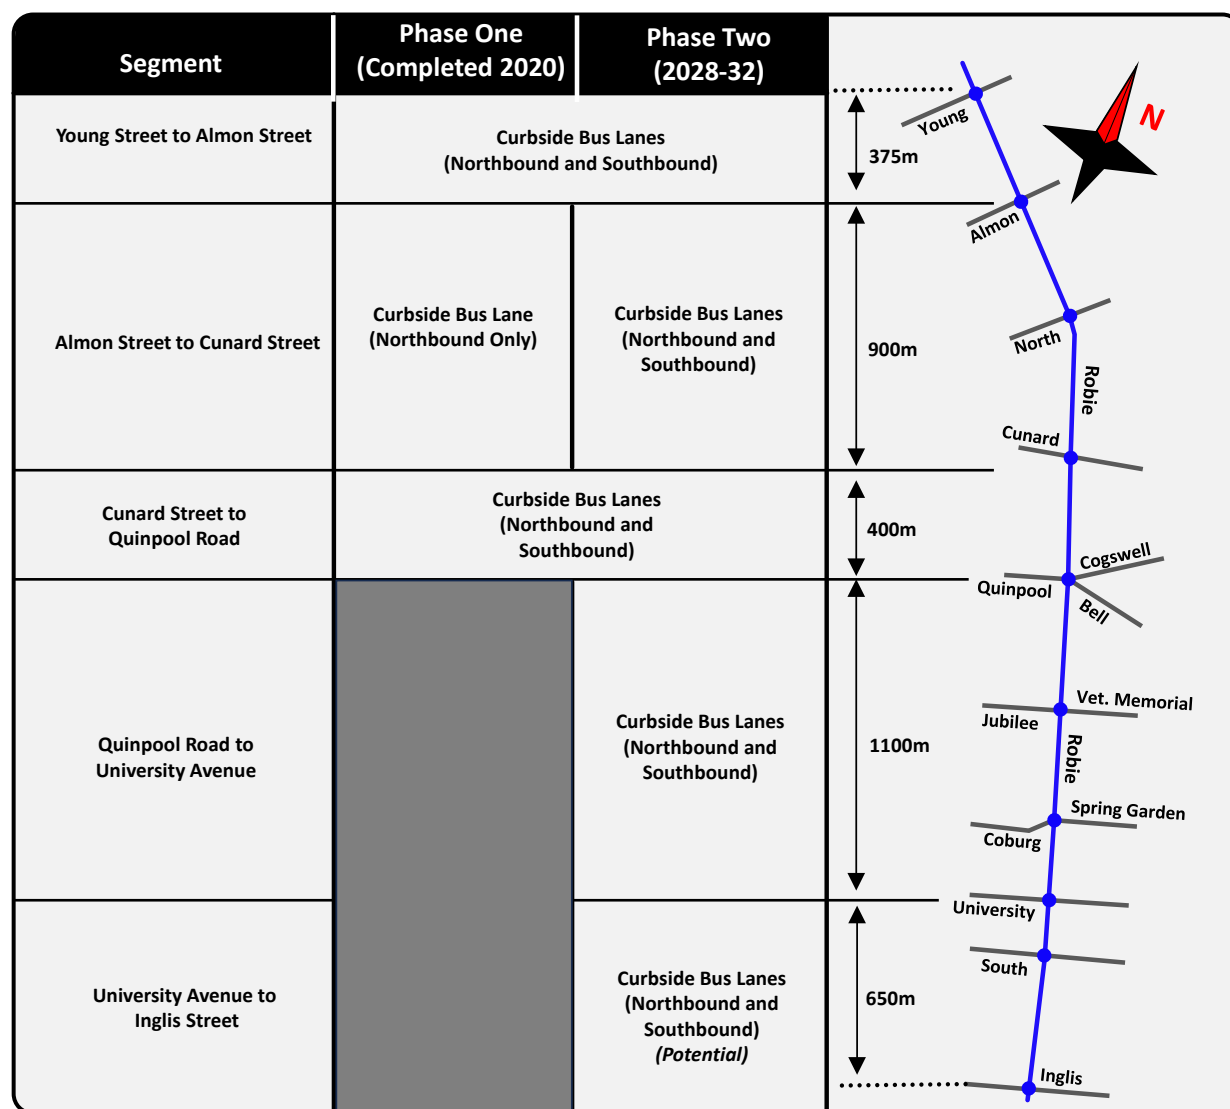 Segment
Phase One
(Completed 2020)
Phase Two
(2028-32)
Young Street to Almon Street
Curbside Bus Lanes
(Northbound and Southbound)
375m
Almon Street to Cunard Street
Curbside Bus Lane
(Northbound Only)
Curbside Bus Lanes
(Northbound and
Southbound)
900m
Cunard Street to
Quinpool Road
Curbside Bus Lanes
(Northbound and
Southbound)
400m
Quinpool Road to
University Avenue
Curbside Bus Lanes
(Northbound and
Southbound)
1100m
University Avenue to
Inglis Street
Curbside Bus Lanes
(Northbound and
Southbound)
(Potential)
650m
N
Young
Almon
North
Robie
Cunard
Cogswell
Quinpool
Bell
Vet. Memorial
Jubilee
Robie
Spring Garden
Coburg
University
South
Inglis